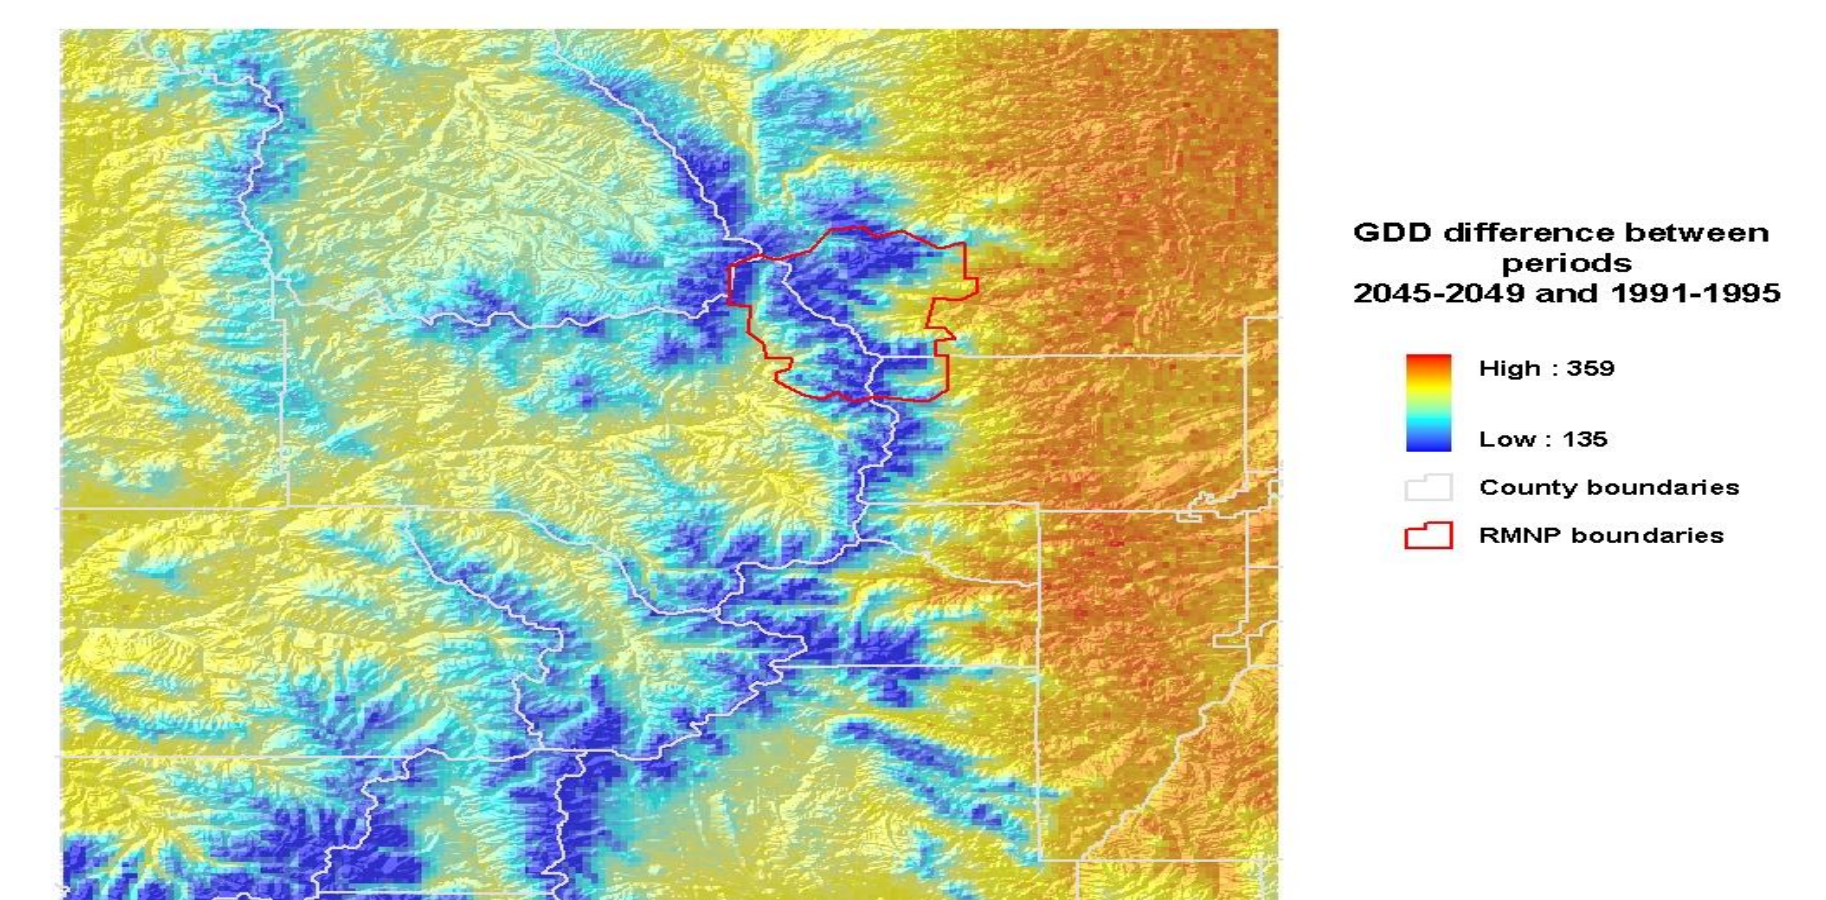 GDD difference between
periods
2045-2049 and 1991-1995
High : 359
Low : 135
County boundaries
RMNP boundaries